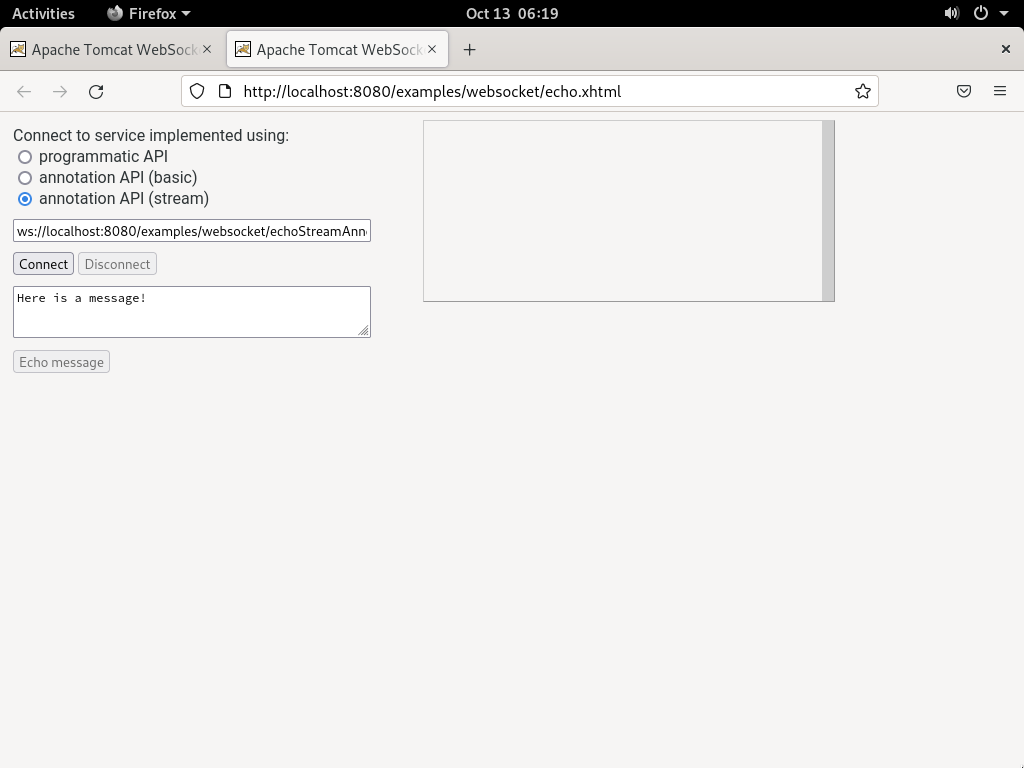 Activities Firefox Oct 13 06:19
Apache Tomcat WebSock Apache Tomcat WebSock
http://localhost:8080/examples/websocket/echo.xhtml
Connect to service implemented using:
programmatic API
annotation API (basic)
annotation API (stream)
ws://localhost:8080/examples/websocket/echoStreamAnn
Connect Disconnect
Here is a message!
Echo message